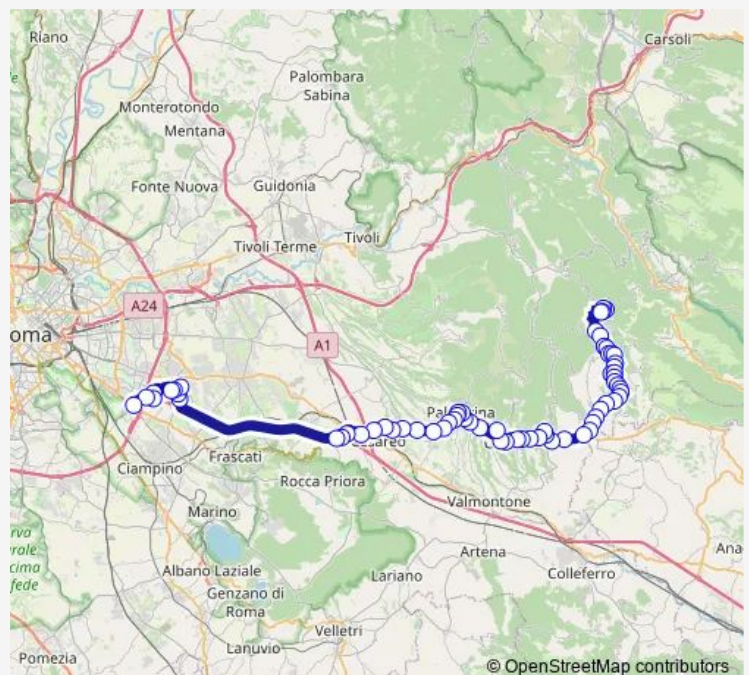 Riano
Carsoli
Palombara
Sabina
Monterotondo
Mentana
Fonte Nuova
Guidonia
Tivoli Terme
Tivoli
A24
oma
A1
Frascati
Ciampino
Rocca Priora
Marino
Valmontone
Artena
Ana
Albano Laziale
Lariano
Colleferro
Genzano di
Roma
Velletri
Lanuvio
Pomezia
© OpenStreetMap contributors